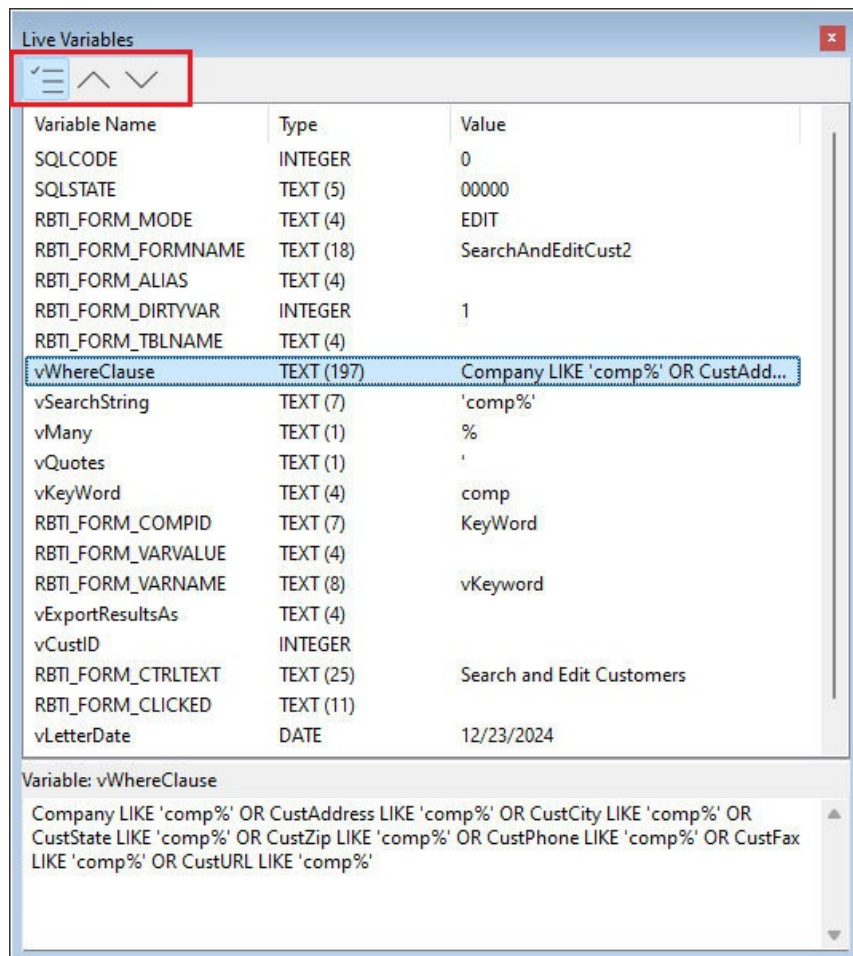 Live Variables
Variable Name Type Value
SQLCODE INTEGER 0
SQLSTATE TEXT (5) 00000
RBTI_FORM_MODE TEXT (4) EDIT
RBTI_FORM_FORMNAME TEXT (18) SearchAndEditCust2
RBTI_FORM_ALIAS TEXT (4)
RBTI_FORM_DIRTYVAR INTEGER 1
RBTI_FORM_TBLNAME TEXT (4)
vWhereClause TEXT (197) Company LIKE 'comp%' OR CustAdd...
vSearchString TEXT (7) 'comp%'
vMany TEXT (1) %
vQuotes TEXT (1) '
vKeyWord TEXT (4) comp
RBTI_FORM_COMPID TEXT (7) KeyWord
RBTI_FORM_VARVALUE TEXT (4)
RBTI_FORM_VARNAME TEXT (8) vKeyword
vExportResultsAs TEXT (4)
vCustID INTEGER
RBTI_FORM_CTRLTEXT TEXT (25) Search and Edit Customers
RBTI_FORM_CLICKED TEXT (11)
vLetterDate DATE 12/23/2024
Variable: vWhereClause
Company LIKE 'comp%' OR CustAddress LIKE 'comp%' OR CustCity LIKE 'comp%' OR
CustState LIKE 'comp%' OR CustZip LIKE 'comp%' OR CustPhone LIKE 'comp%' OR CustFax
LIKE 'comp%' OR CustURL LIKE 'comp%'